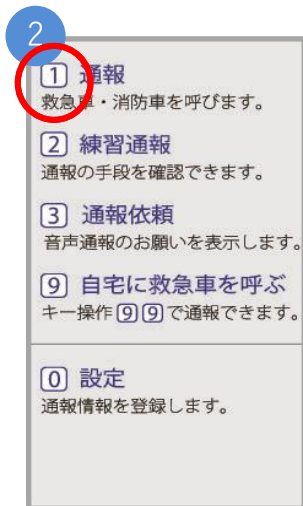 2
1 通報
救急車・消防車を呼びます。
2 練習通報
通報の手段を確認できます。
3 通報依頼
音声通報のお願いを表示します。
9 自宅に救急車を呼ぶ
キー操作99で通報できます。
0 設定
通報情報を登録します。